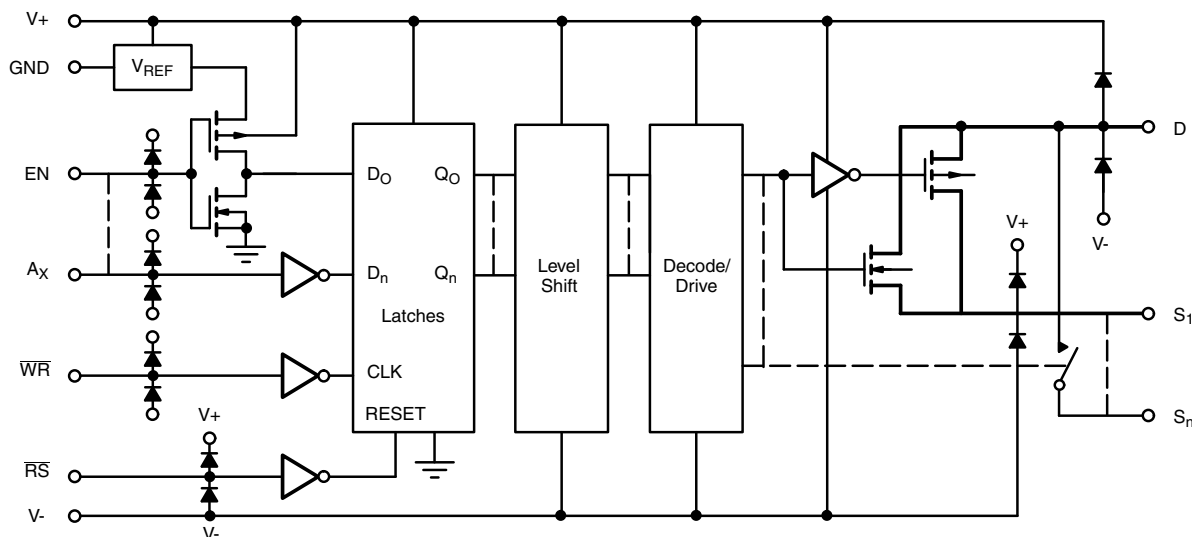 V+
GND
VREF
EN
AX
WR
RS
V-
V+
V-
DO
QO
Dn
Qn
Latches
CLK
RESET
Level
Shift
Decode/
Drive
V+
D
V-
S1
Sn